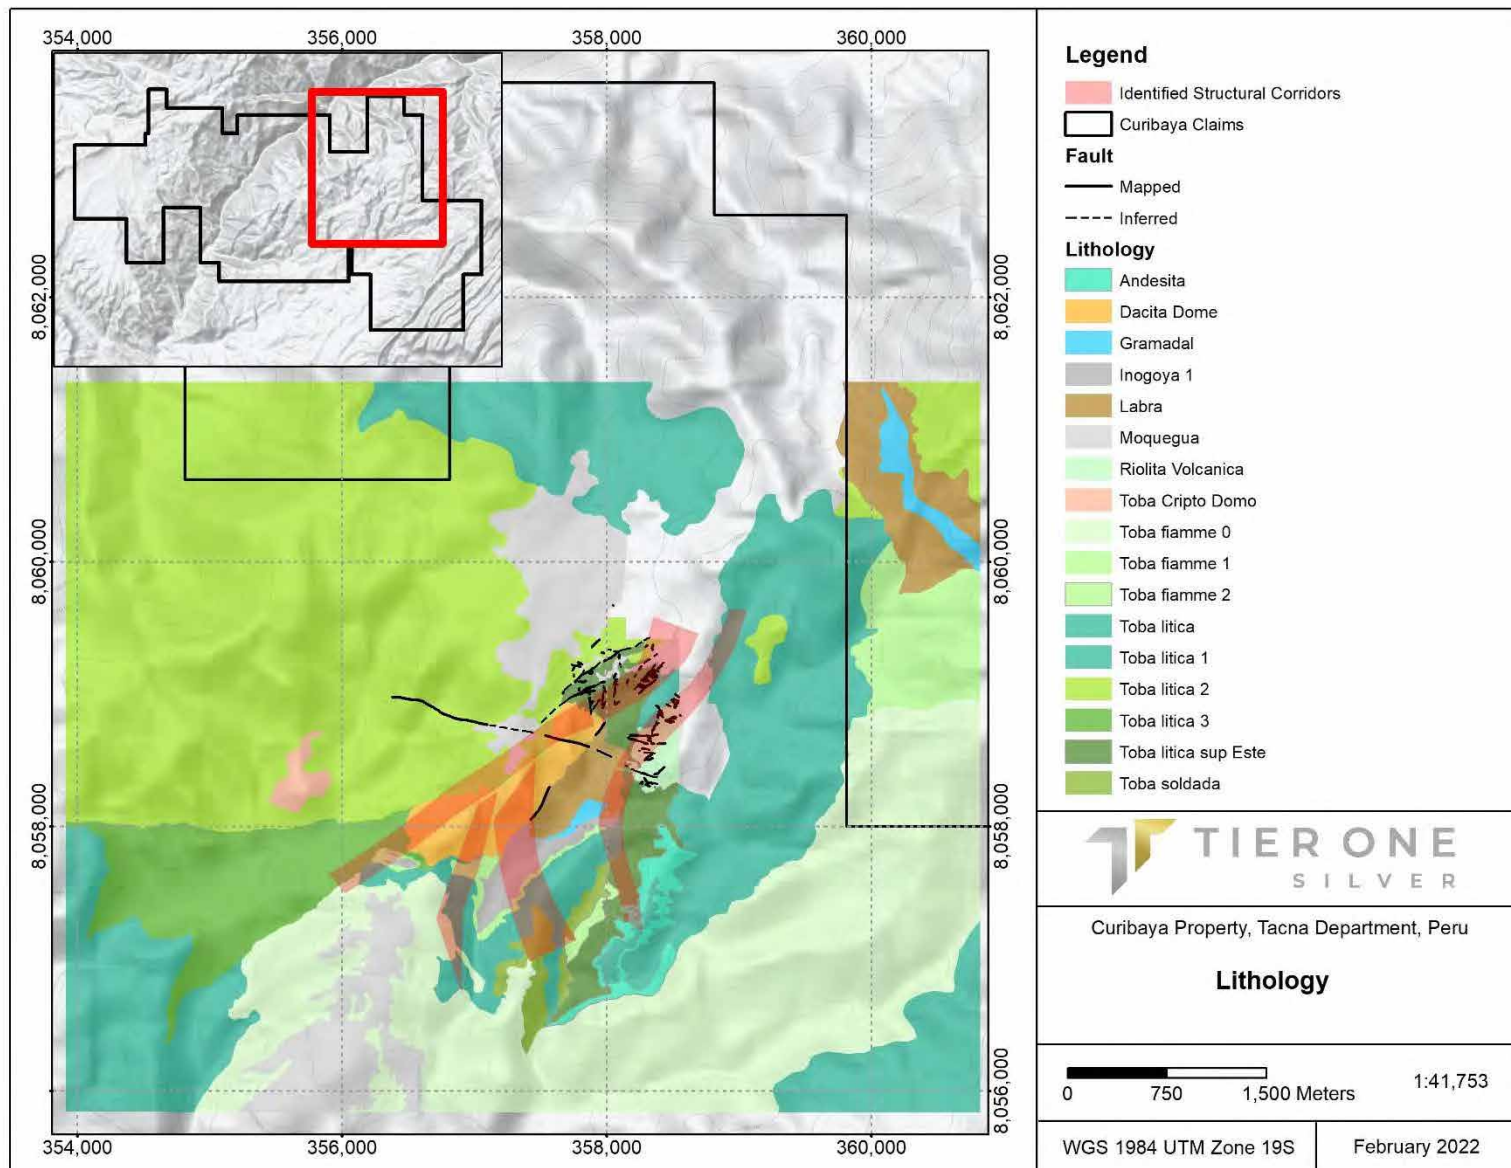 354,000
356,000
358,000
360,000
8,062,000
8,062,000
8,060,000
8,060,000
8,058,000
8,058,000
8,056,000
8,056,000
354,000
356,000
358,000
360,000
Legend
Identified Structural Corridors
Curibaya Claims
Fault
Mapped
Inferred
Lithology
Andesita
Dacita Dome
Gramadal
Inogoya 1
Labra
Moquegua
Riolita Volcanica
Toba Cripto Domo
Toba fiamme 0
Toba fiamme 1
Toba fiamme 2
Toba litica
Toba litica 1
Toba litica 2
Toba litica 3
Toba litica sup Este
Toba soldada
TIER ONE
SILVER
Curibaya Property, Tacna Department, Peru
Lithology
0 750 1,500 Meters
1:41,753
WGS 1984 UTM Zone 19S
February 2022